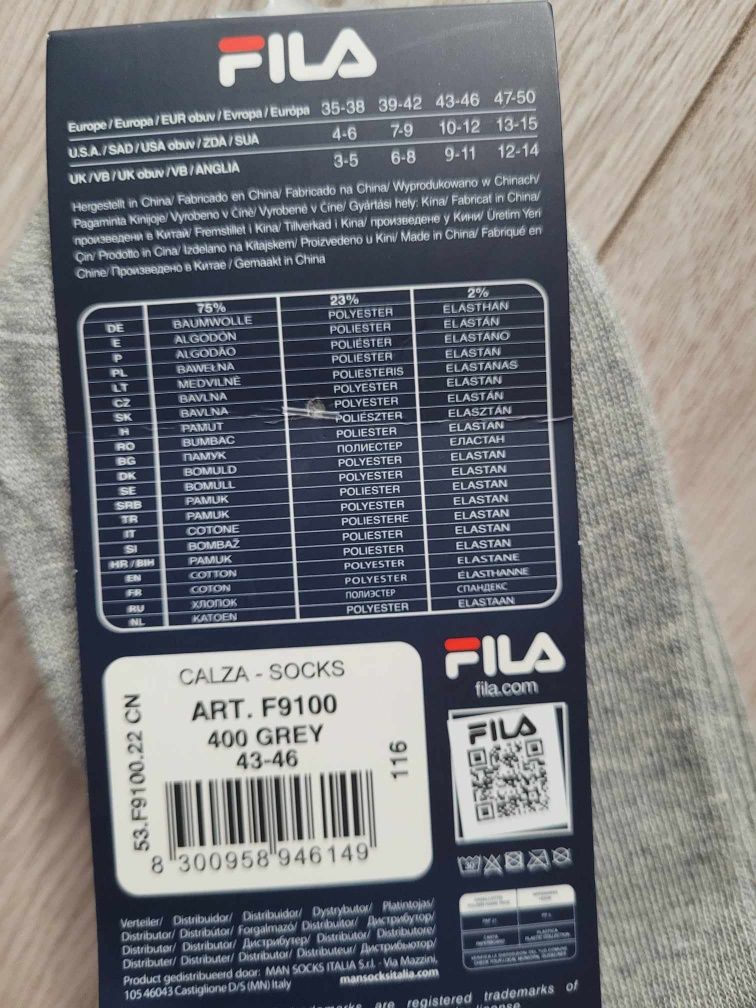 FILA
Europe / Europa / EUR obuv / Европа / Európa 35-38 39-42 43-46 47-50
U.S.A. / SAD / USA obuv / ZDA / SUA 4-6 7-9 10-12 13-15
UK / VB / UK obuv / VB / ANGLIA 3-5 6-8 9-11 12-14
Hergestellt in China/ Fabricado en China/ Fabricado na China/ Wyprodukowano w Chinach/
Pagaminta Kinijoje/ Vyrobeno v Číně/ Vyrobené v Číne/ Gyártási hely: Kína/ Fabricat în China/
произведени в Китай/ Fremstillet i Kina/ Tillverkad i Kina/ произведене у Кини/ Üretim Yeri
Çin/ Prodotto in Cina/ Izdelano na Kitajskem/ Proizvedeno u Kini/ Made in China/ Fabriqué en
Chine/ Произведено в Китае / Gemaakt in China
75% 23% 2%
DE BAUMWOLLE POLYESTER ELASTHAN
E ALGODÓN POLIÉSTER ELASTÁN
P ALGODÃO POLIÉSTER ELASTANO
PL BAWEŁNA POLIESTER ELASTAN
LT MEDVILNĖ POLIESTERIS ELASTANAS
CZ BAVLNA POLYESTER ELASTAN
SK BAVLNA POLYESTER ELASTÁN
H PAMUT POLIÉSZTER ELASZTÁN
RO BUMBAC POLIESTER ELASTAN
BG ПАМУК ПОЛИЕСТЕР ЕЛАСТАН
DK BOMULD POLYESTER ELASTAN
SE BOMULL POLYESTER ELASTAN
SRB PAMUK POLIESTER ELASTAN
TR PAMUK POLYESTER ELASTAN
IT COTONE POLIESTERE ELASTAN
SI BOMBAŽ POLIESTER ELASTAN
HR / BIH PAMUK POLIESTER ELASTAN
EN COTTON POLYESTER ELASTANE
FR COTON POLYESTER ÉLASTHANNE
RU ХЛОПОК ПОЛИЭСТЕР СПАНДЕКС
NL KATOEN POLYESTER ELASTAAN
CALZA - SOCKS
ART. F9100
400 GREY
43-46
53.F9100.22 CN
116
8 300958 946149
FILA
fila.com
FILA
30°
Verteiler/ Distribuidor/ Distribuidor/ Dystrybutor/ Platintojas/
Distributor/ Distribútor/ Forgalmazó/ Distribuitor/ Дистрибутор/
Distributør/ Distributör/ Дистрибутер/ Distribütör/ Distributore/
Distributer/ Distributer/ Distributor/ Distributeur/ Дистрибьютор/
Product gedistribueerd door: MAN SOCKS ITALIA S.r.l. - Via Mazzini,
105 46043 Castiglione D/S (MN) Italy mansocksitalia.com
are registered trademarks of